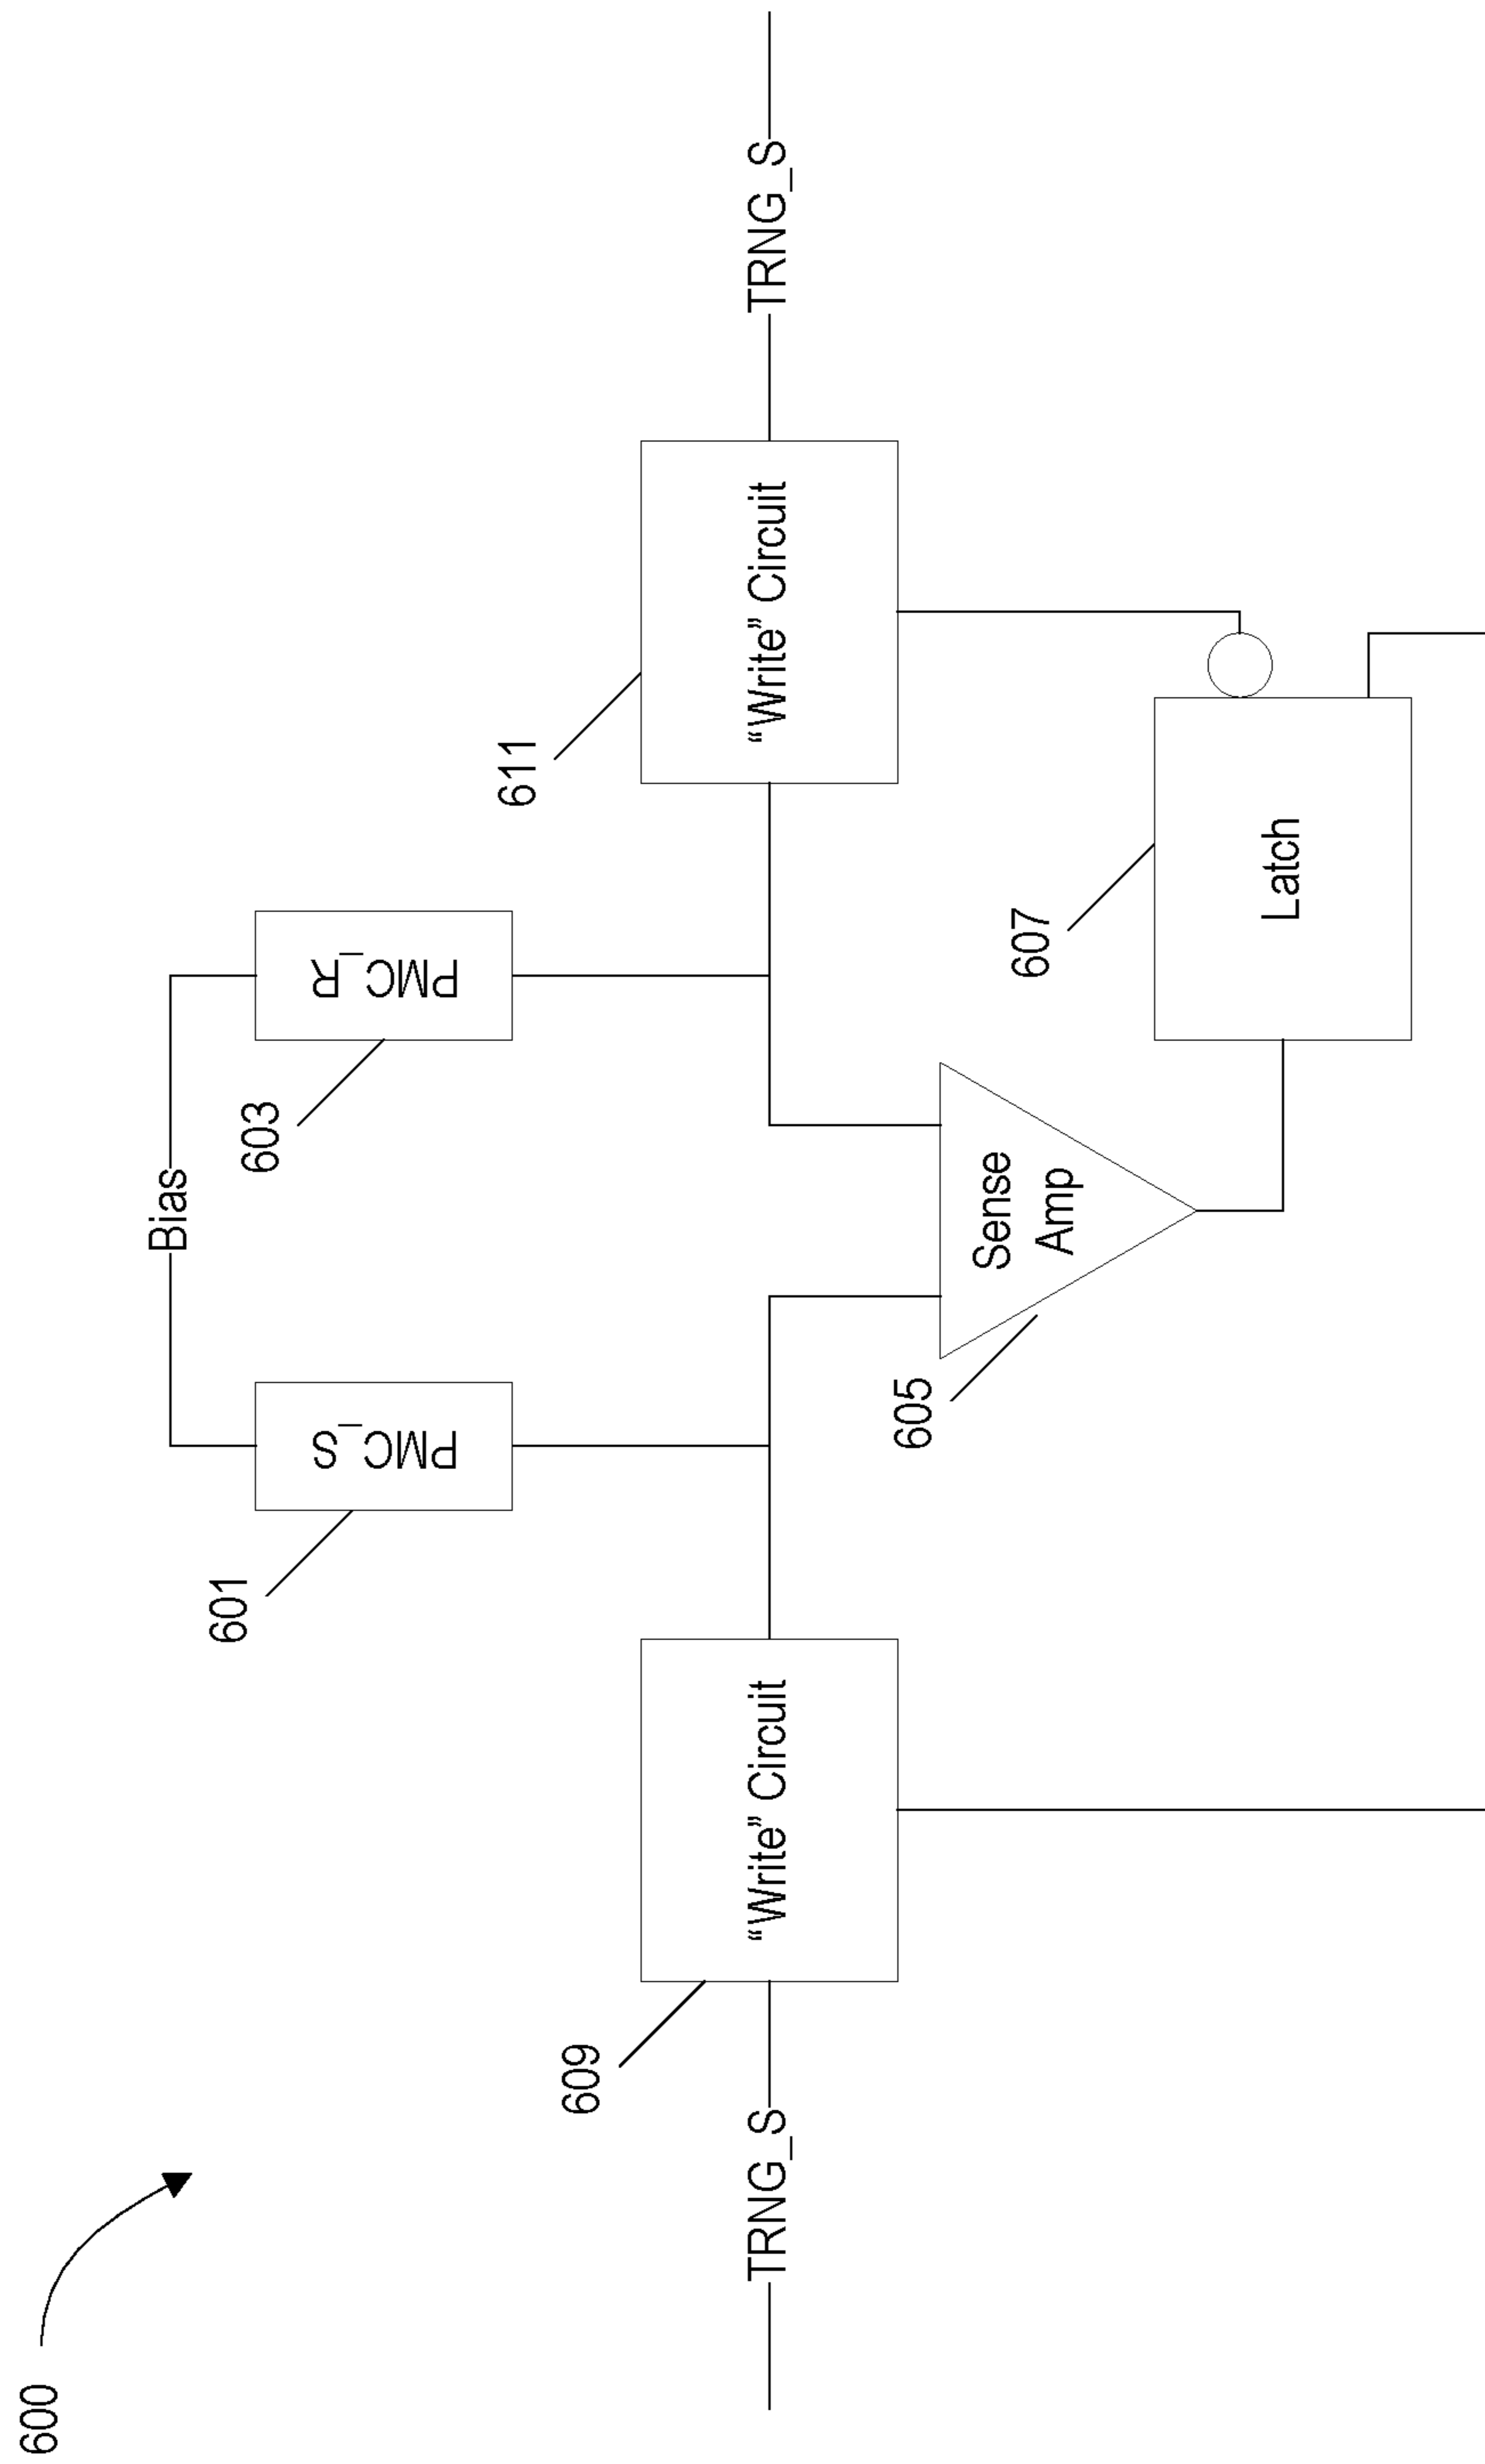 600
Bias
601
PMC_S
603
PMC_R
609
611
TRNG_S
“Write” Circuit
“Write” Circuit
TRNG_S
605
Sense
Amp
607
Latch